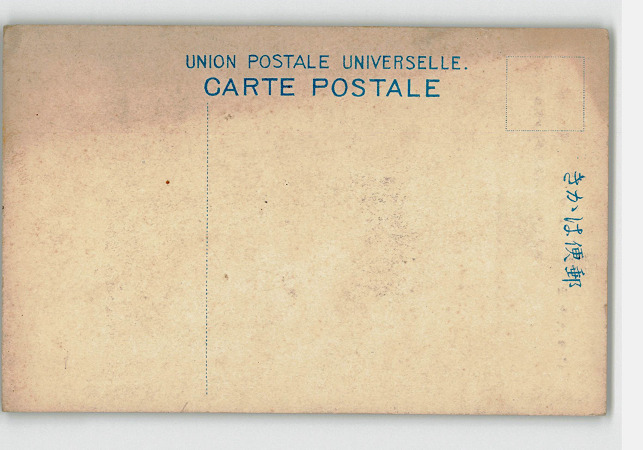 UNION POSTALE UNIVERSELLE.
CARTE POSTALE
郵便はかき